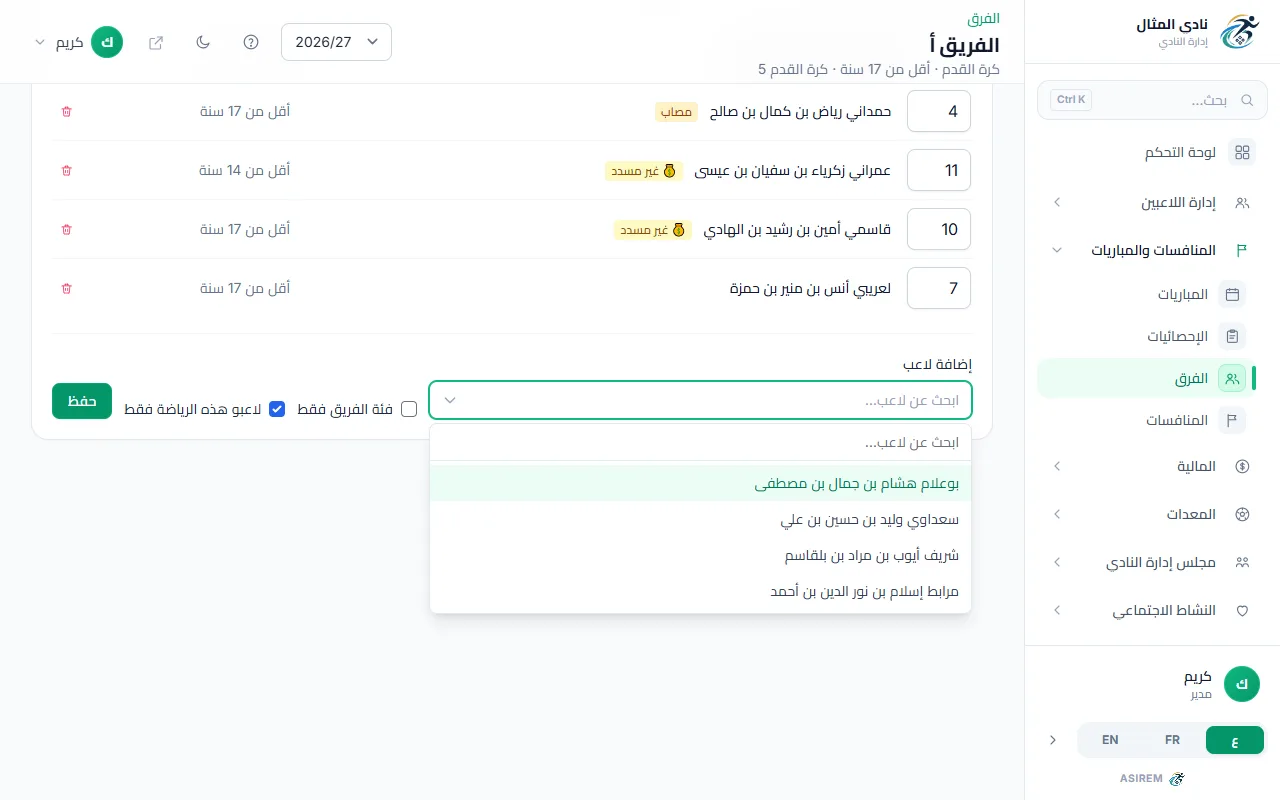 نادي المثال
إدارة النادي
بحث...
Ctrl K
لوحة التحكم
إدارة اللاعبين
المنافسات والمباريات
المباريات
الإحصائيات
الفرق
المنافسات
المالية
المعدات
مجلس إدارة النادي
النشاط الاجتماعي
ك
كريم
مدير
ع
FR
EN
ASIREM
الفرق
الفريق أ
كرة القدم · أقل من 17 سنة · كرة القدم 5
2026/27
ك
كريم
4 حمداني رياض بن كمال بن صالح مصاب أقل من 17 سنة
11 عمراني زكرياء بن سفيان بن عيسى غير مسدد أقل من 14 سنة
10 قاسمي أمين بن رشيد بن الهادي غير مسدد أقل من 17 سنة
7 لعريبي أنس بن منير بن حمزة أقل من 17 سنة
إضافة لاعب
ابحث عن لاعب...
فئة الفريق فقط
لاعبو هذه الرياضة فقط
حفظ
ابحث عن لاعب...
بوعلام هشام بن جمال بن مصطفى
سعداوي وليد بن حسين بن علي
شريف أيوب بن مراد بن بلقاسم
مرابط إسلام بن نور الدين بن أحمد